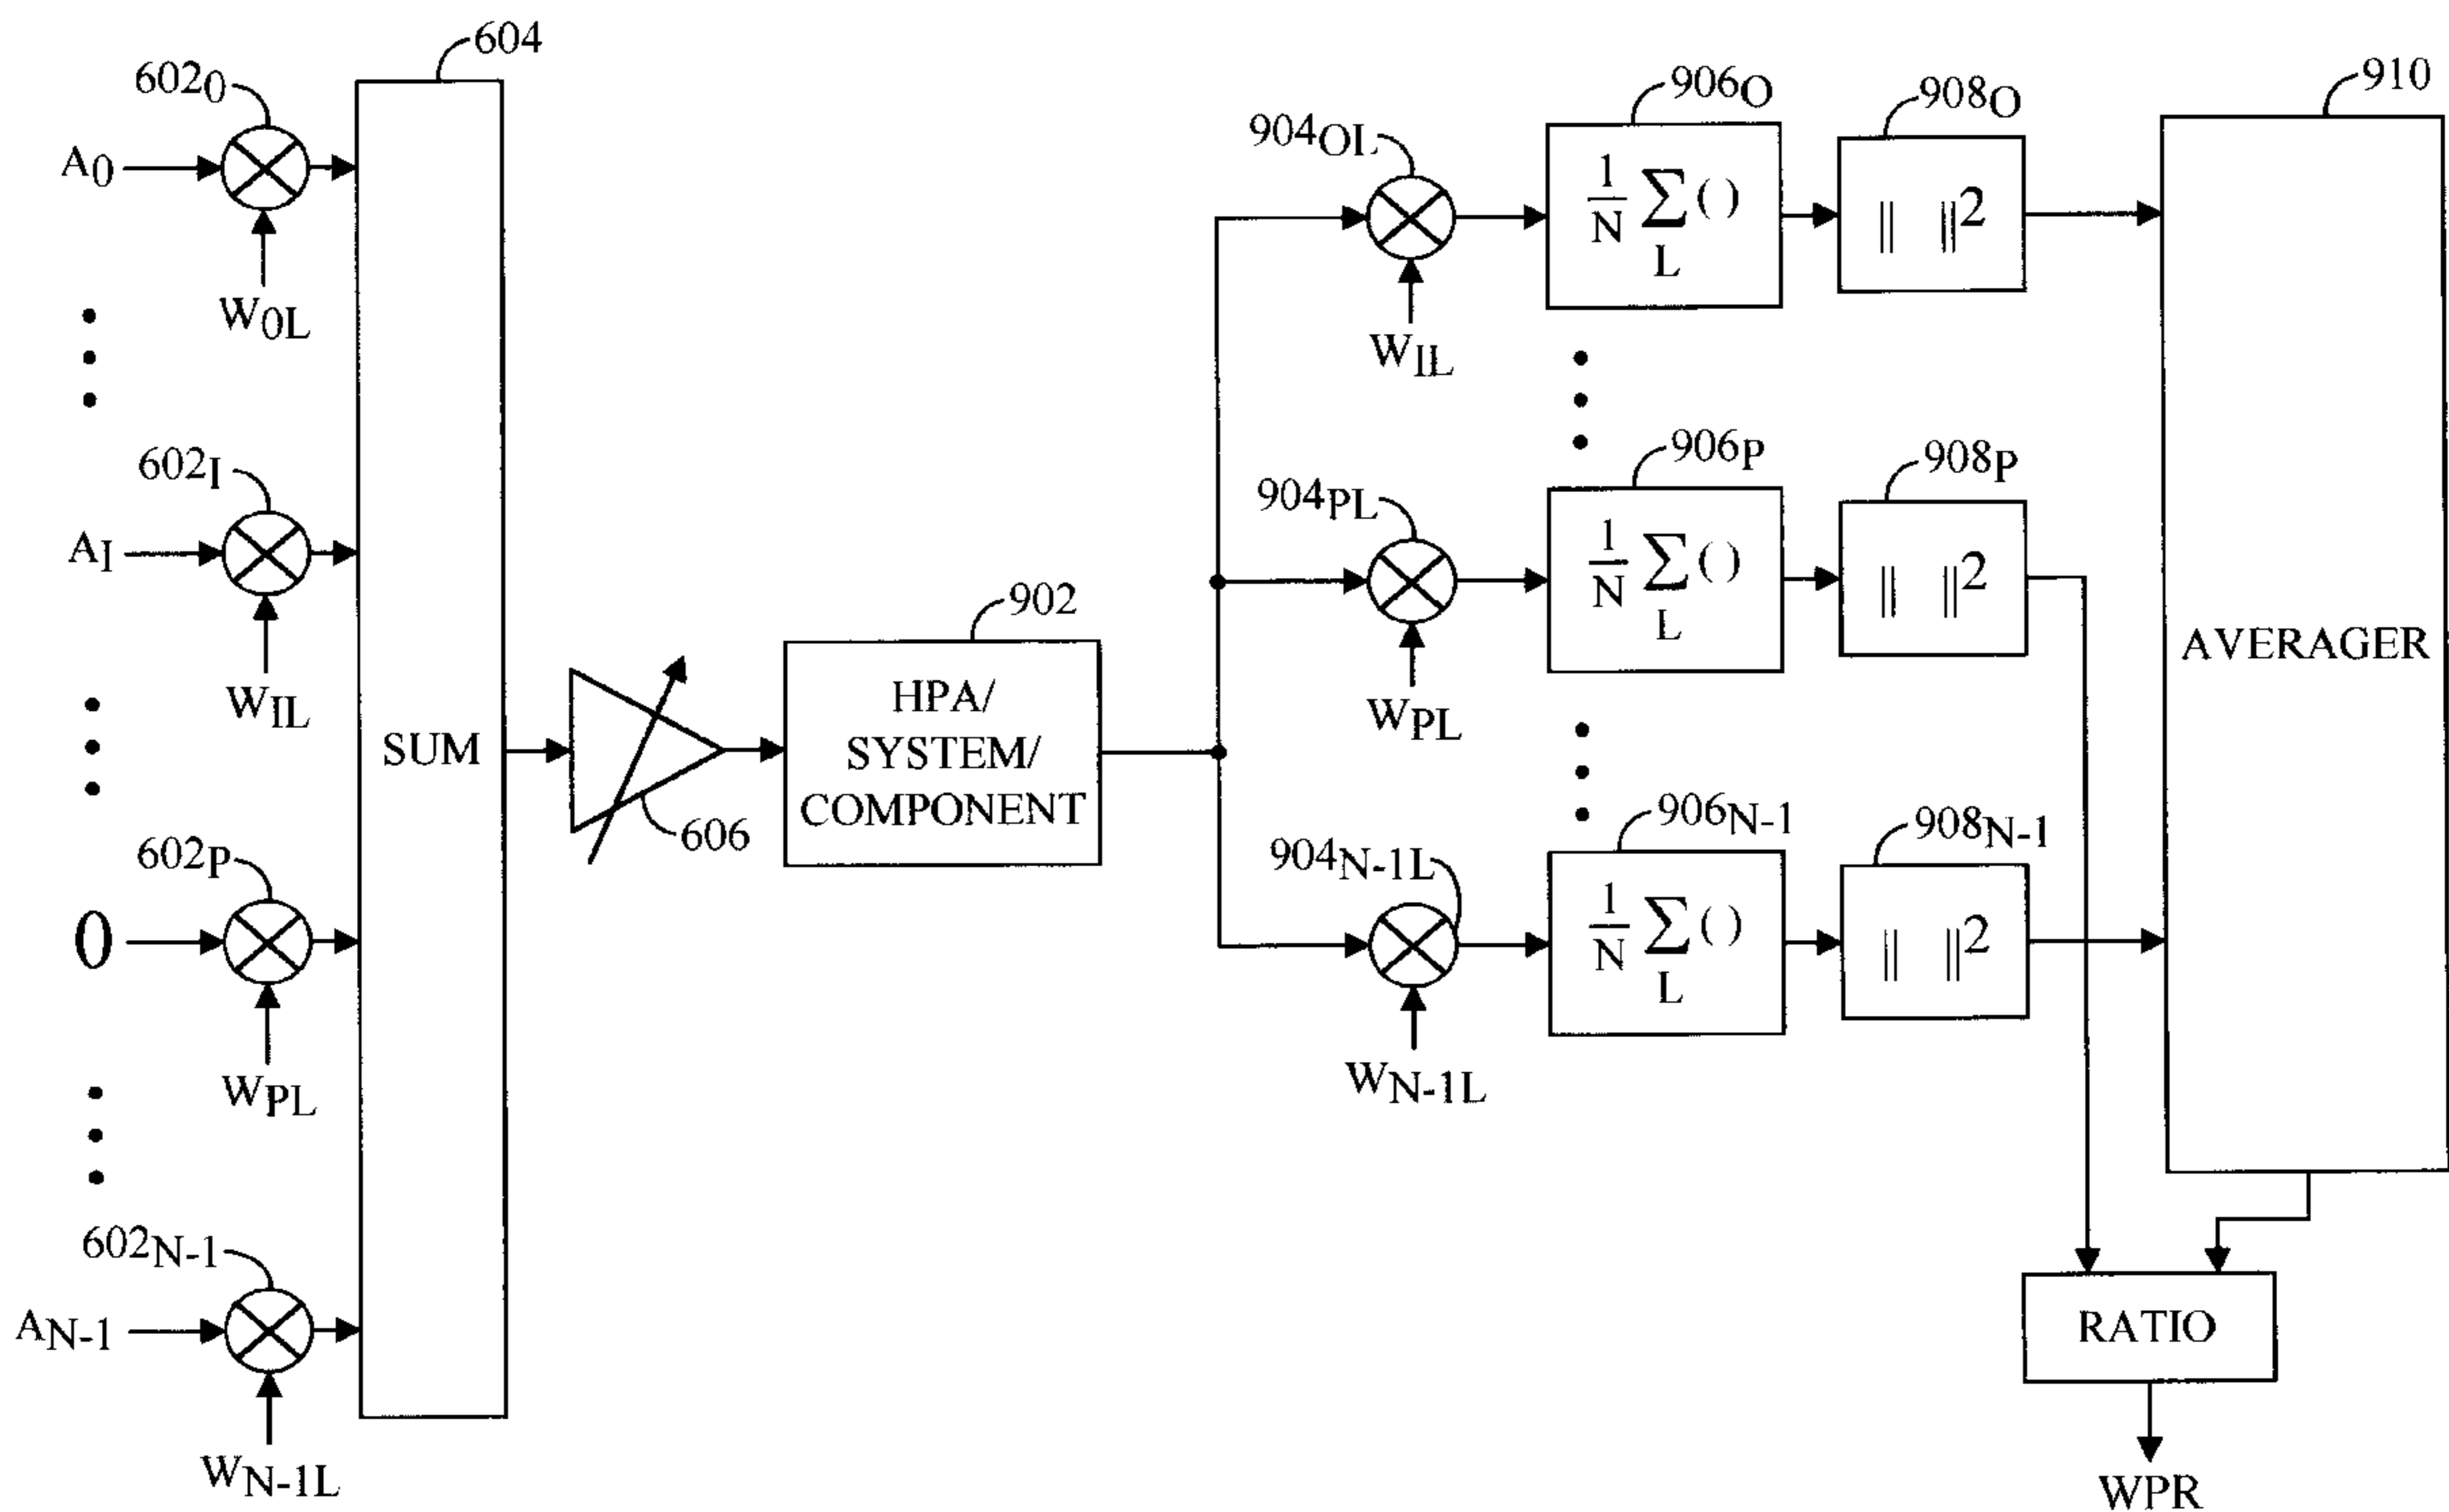 604
602₀
A₀
W₀L
602I
AI
WIL
602P
0
WPL
602N-1
AN-1
WN-1L
SUM
606
902
HPA/
SYSTEM/
COMPONENT
904OL
WIL
906O
1/N Σ ( )
L
908O
|| ||²
904PL
WPL
906P
1/N Σ ( )
L
908P
|| ||²
904N-1L
WN-1L
906N-1
1/N Σ ( )
L
908N-1
|| ||²
910
AVERAGER
RATIO
WPR